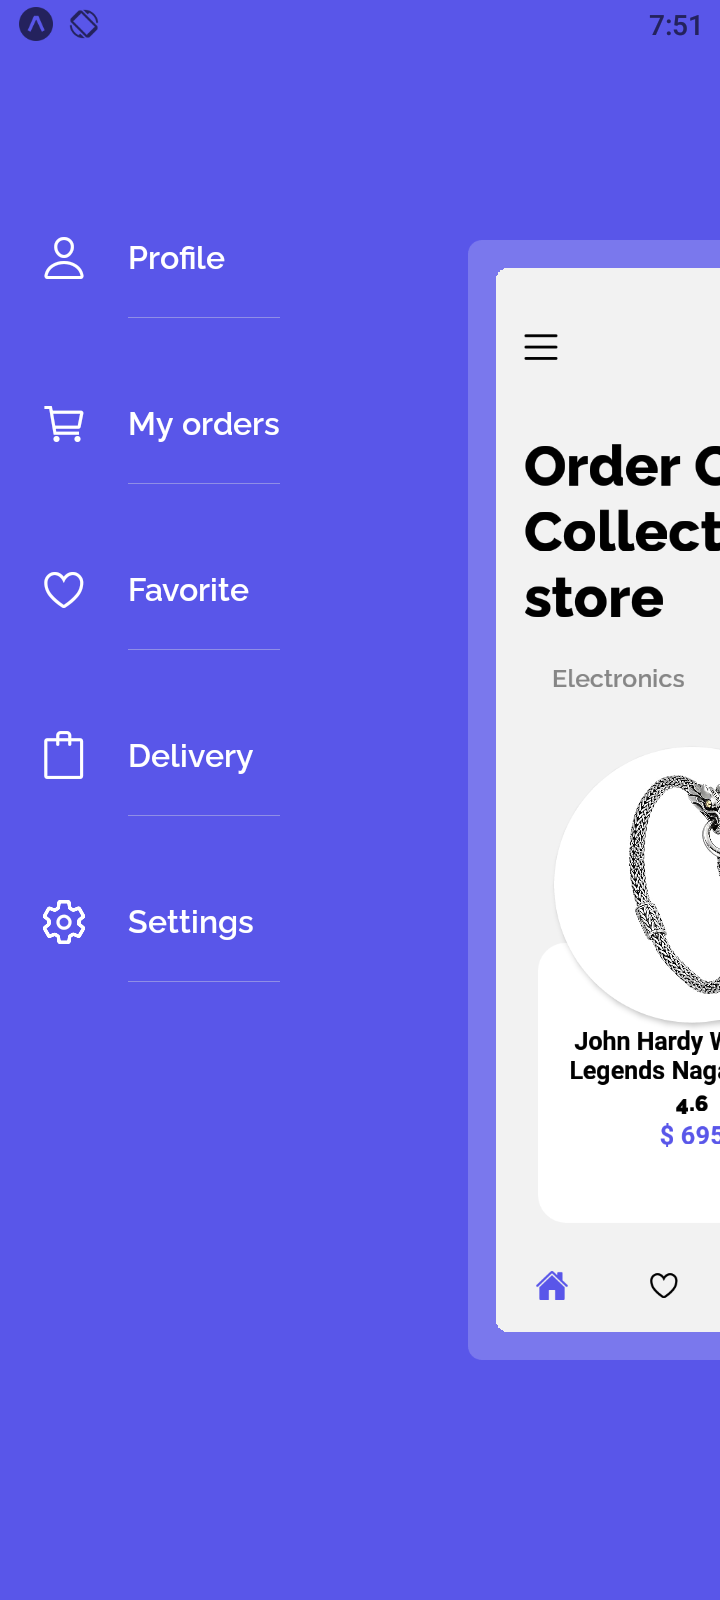 7:51
Profile
My orders
Favorite
Delivery
Settings
Order
Collect
store
Electronics
John Hardy
Legends Naga
4.6
$ 695